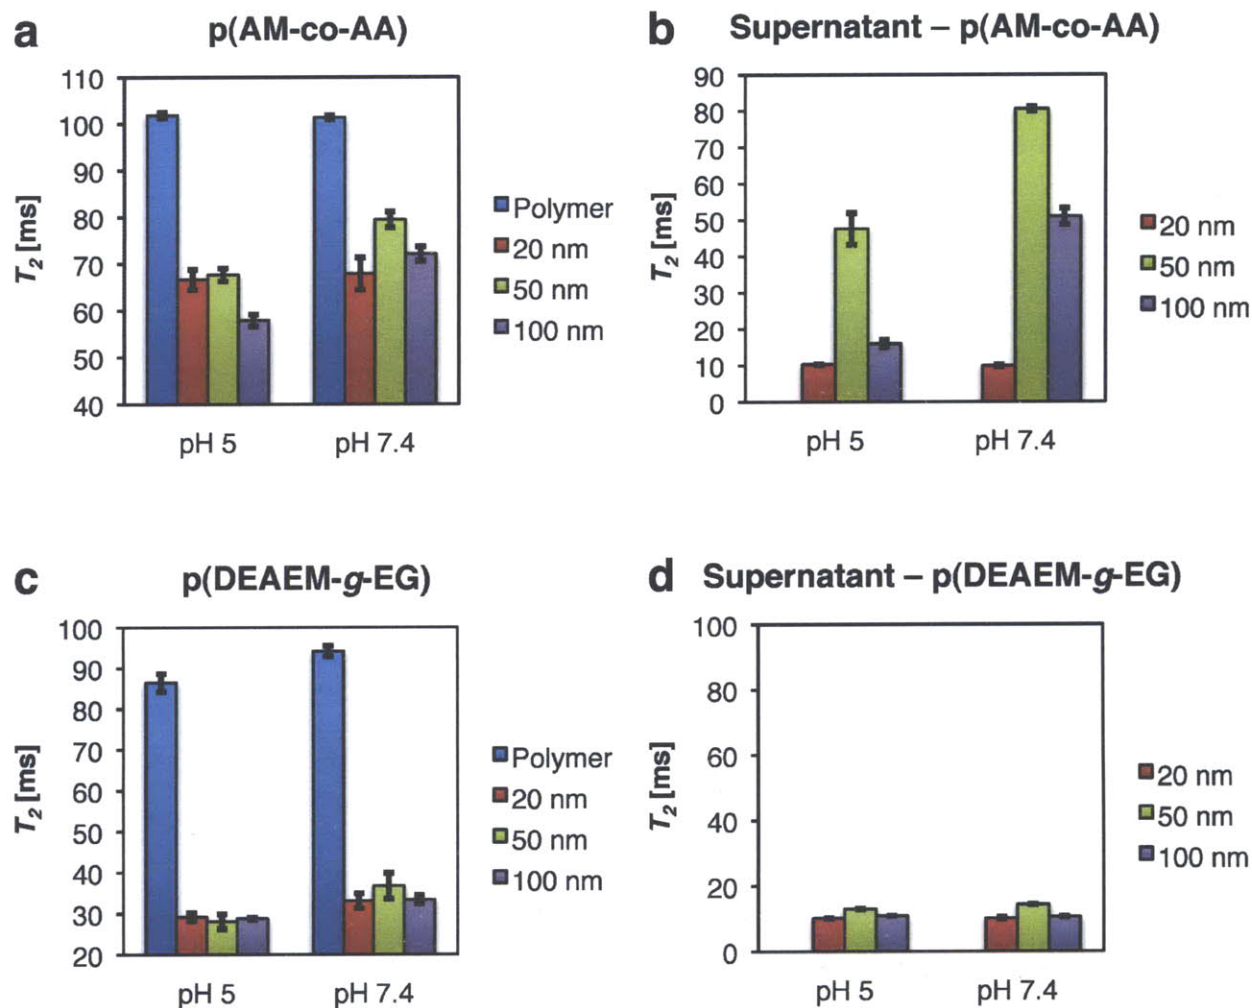 a
p(AM-co-AA)
T2 [ms]
110
100
90
80
70
60
50
40
pH 5
pH 7.4
Polymer
20 nm
50 nm
100 nm
b
Supernatant – p(AM-co-AA)
T2 [ms]
90
80
70
60
50
40
30
20
10
0
pH 5
pH 7.4
20 nm
50 nm
100 nm
c
p(DEAEM-g-EG)
T2 [ms]
100
90
80
70
60
50
40
30
20
pH 5
pH 7.4
Polymer
20 nm
50 nm
100 nm
d
Supernatant – p(DEAEM-g-EG)
T2 [ms]
100
80
60
40
20
0
pH 5
pH 7.4
20 nm
50 nm
100 nm